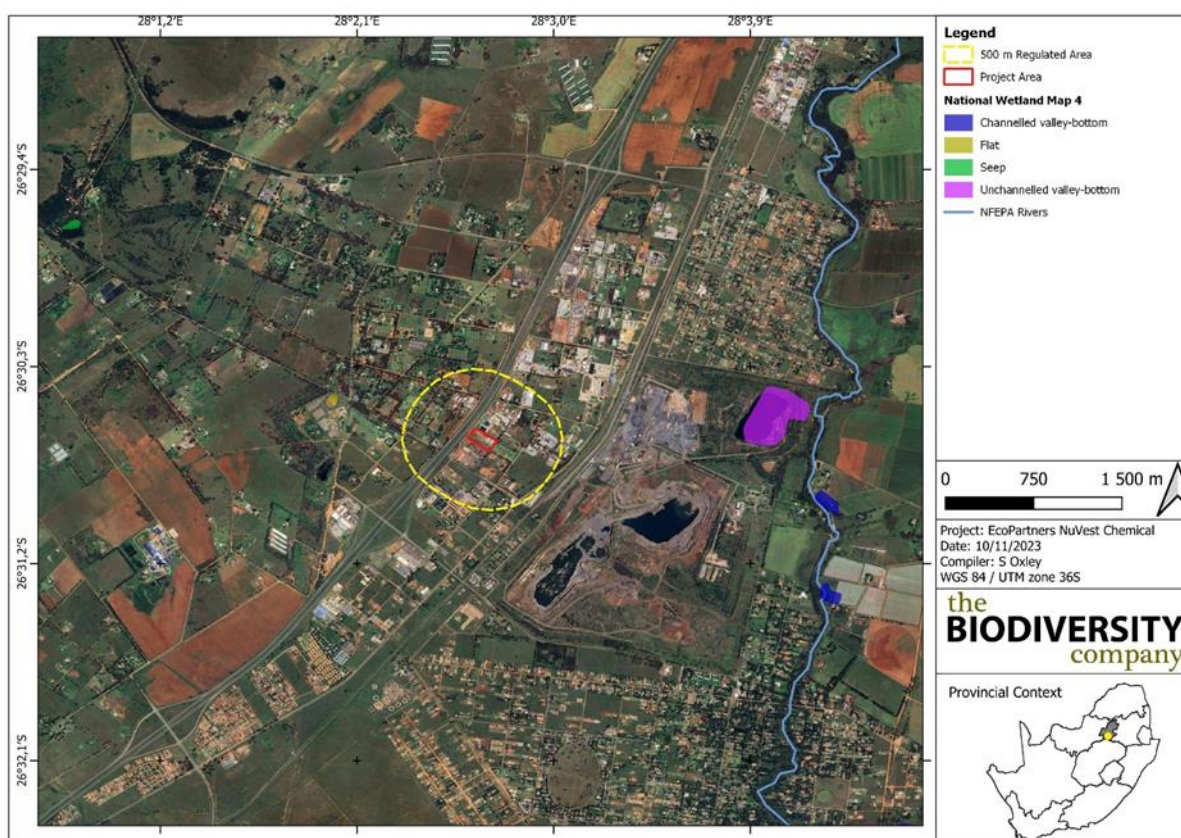 28°1,2'E
28°2,1'E
28°3,0'E
28°3,9'E
26°29,4'S
26°30,3'S
26°31,2'S
26°32,1'S
Legend
500 m Regulated Area
Project Area
National Wetland Map 4
Channelled valley-bottom
Flat
Seep
Unchannelled valley-bottom
NFEPA Rivers
0 750 1 500 m
Project: EcoPartners NuVest Chemical
Date: 10/11/2023
Compiler: S Oxley
WGS 84 / UTM zone 36S
the
BIODIVERSITY
company
Provincial Context